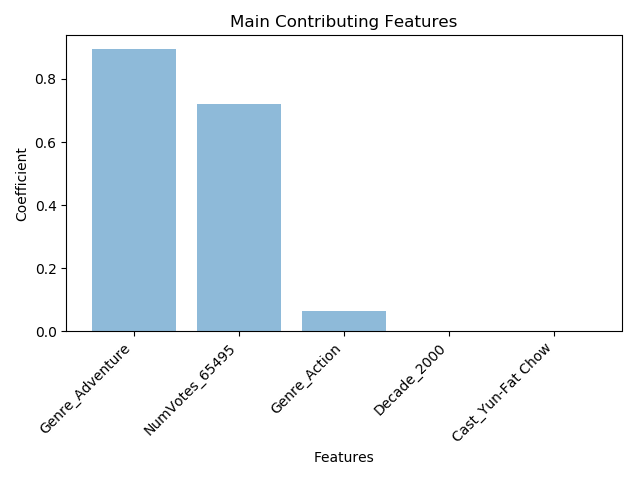 Main Contributing Features
Coefficient
0.8
0.6
0.4
0.2
0.0
Genre_Adventure
NumVotes_65495
Genre_Action
Decade_2000
Cast_Yun-Fat Chow
Features